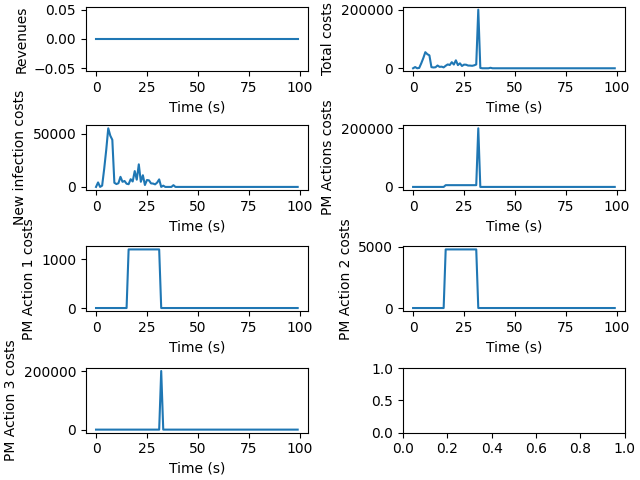 Revenues
0.05
0.00
−0.05
0 25 50 75 100
Time (s)
Total costs
200000
0
0 25 50 75 100
Time (s)
New infection costs
50000
0
0 25 50 75 100
Time (s)
PM Actions costs
200000
0
0 25 50 75 100
Time (s)
PM Action 1 costs
1000
0
0 25 50 75 100
Time (s)
PM Action 2 costs
5000
0
0 25 50 75 100
Time (s)
PM Action 3 costs
200000
0
0 25 50 75 100
Time (s)
1.0
0.5
0.0
0.0 0.2 0.4 0.6 0.8 1.0